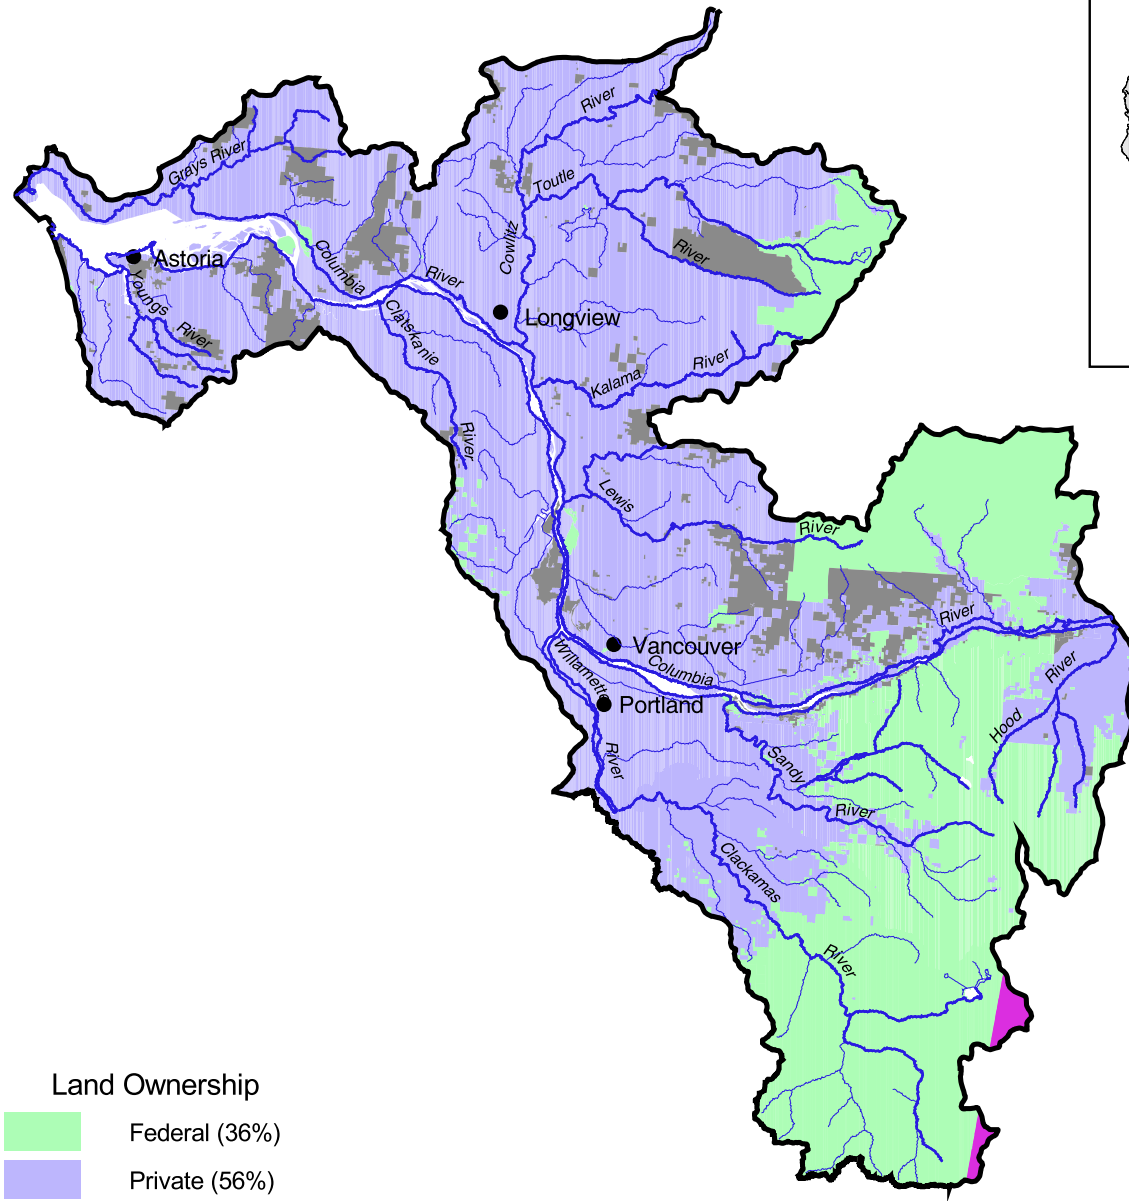 River
Grays River
Toutle
Cowlitz
River
Astoria
Columbia
River
Youngs
River
Clatskanie
Longview
River
Kalama
River
Lewis
River
River
Vancouver
Columbia
Willamette
Portland
River
Hood
River
Sandy
River
Clackamas
River
Land Ownership
Federal (36%)
Private (56%)